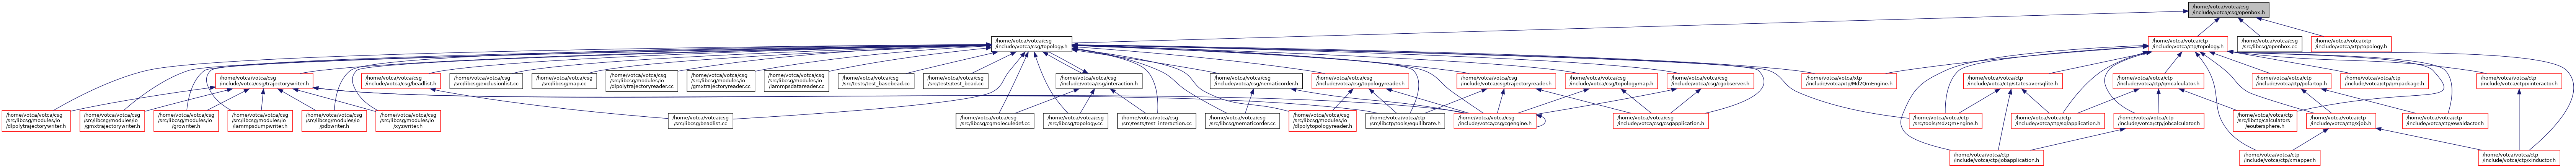 /home/votca/votca/csg
/include/votca/csg/openbox.h
/home/votca/votca/csg
/include/votca/csg/topology.h
/home/votca/votca/ctp
/include/votca/ctp/topology.h
/home/votca/votca/csg
/src/libcsg/openbox.cc
/home/votca/votca/xtp
/include/votca/xtp/topology.h
/home/votca/votca/csg
/include/votca/csg/trajectorywriter.h
/home/votca/votca/csg
/include/votca/csg/beadlist.h
/home/votca/votca/csg
/src/libcsg/exclusionlist.cc
/home/votca/votca/csg
/src/libcsg/map.cc
/home/votca/votca/csg
/src/libcsg/modules/io
/dlpolytrajectoryreader.cc
/home/votca/votca/csg
/src/libcsg/modules/io
/gmxtrajectoryreader.cc
/home/votca/votca/csg
/src/libcsg/modules/io
/lammpsdatareader.cc
/home/votca/votca/csg
/src/tests/test_basebead.cc
/home/votca/votca/csg
/src/tests/test_bead.cc
/home/votca/votca/csg
/include/votca/csg/interaction.h
/home/votca/votca/csg
/include/votca/csg/nematicorder.h
/home/votca/votca/csg
/include/votca/csg/topologyreader.h
/home/votca/votca/csg
/include/votca/csg/trajectoryreader.h
/home/votca/votca/csg
/include/votca/csg/topologymap.h
/home/votca/votca/csg
/include/votca/csg/cgobserver.h
/home/votca/votca/xtp
/include/votca/xtp/Md2QmEngine.h
/home/votca/votca/ctp
/include/votca/ctp/statesaversqlite.h
/home/votca/votca/ctp
/include/votca/ctp/qmcalculator.h
/home/votca/votca/ctp
/include/votca/ctp/polartop.h
/home/votca/votca/ctp
/include/votca/ctp/qmpackage.h
/home/votca/votca/ctp
/include/votca/ctp/xinteractor.h
/home/votca/votca/csg
/src/libcsg/modules/io
/dlpolytrajectorywriter.h
/home/votca/votca/csg
/src/libcsg/modules/io
/gmxtrajectorywriter.h
/home/votca/votca/csg
/src/libcsg/modules/io
/growriter.h
/home/votca/votca/csg
/src/libcsg/modules/io
/lammpsdumpwriter.h
/home/votca/votca/csg
/src/libcsg/modules/io
/pdbwriter.h
/home/votca/votca/csg
/src/libcsg/modules/io
/xyzwriter.h
/home/votca/votca/csg
/src/libcsg/beadlist.cc
/home/votca/votca/csg
/src/libcsg/cgmoleculedef.cc
/home/votca/votca/csg
/src/libcsg/topology.cc
/home/votca/votca/csg
/src/tests/test_interaction.cc
/home/votca/votca/csg
/src/libcsg/nematicorder.cc
/home/votca/votca/csg
/src/libcsg/modules/io
/dlpolytopologyreader.h
/home/votca/votca/ctp
/src/libctp/tools/equilibrate.h
/home/votca/votca/csg
/include/votca/csg/cgengine.h
/home/votca/votca/csg
/include/votca/csg/csgapplication.h
/home/votca/votca/ctp
/src/tools/Md2QmEngine.h
/home/votca/votca/ctp
/include/votca/ctp/sqlapplication.h
/home/votca/votca/ctp
/include/votca/ctp/jobcalculator.h
/home/votca/votca/ctp
/src/libctp/calculators
/eoutersphere.h
/home/votca/votca/ctp
/include/votca/ctp/xjob.h
/home/votca/votca/ctp
/include/votca/ctp/ewaldactor.h
/home/votca/votca/ctp
/include/votca/ctp/jobapplication.h
/home/votca/votca/ctp
/include/votca/ctp/xmapper.h
/home/votca/votca/ctp
/include/votca/ctp/xinductor.h